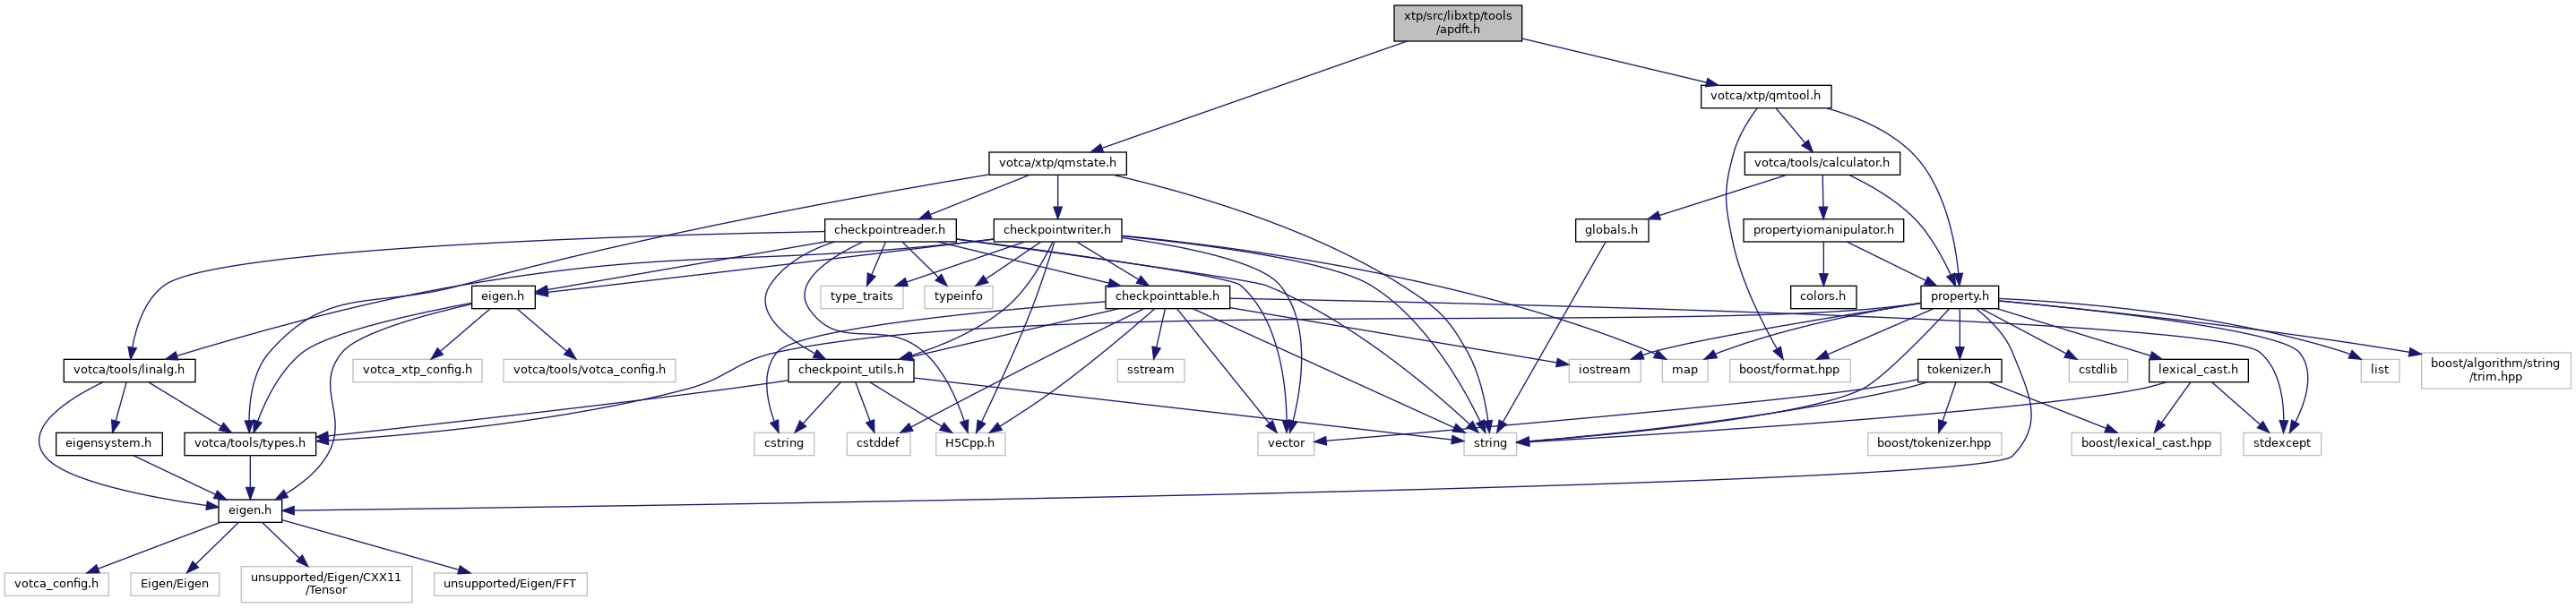 xtp/src/libxtp/tools
/apdft.h
votca/xtp/qmtool.h
votca/xtp/qmstate.h
votca/tools/calculator.h
checkpointreader.h
checkpointwriter.h
globals.h
propertyiomanipulator.h
eigen.h
type_traits
typeinfo
checkpointtable.h
colors.h
property.h
votca/tools/linalg.h
votca_xtp_config.h
votca/tools/votca_config.h
checkpoint_utils.h
sstream
iostream
map
boost/format.hpp
tokenizer.h
cstdlib
lexical_cast.h
list
boost/algorithm/string
/trim.hpp
eigensystem.h
votca/tools/types.h
cstring
cstddef
H5Cpp.h
vector
string
boost/tokenizer.hpp
boost/lexical_cast.hpp
stdexcept
eigen.h
votca_config.h
Eigen/Eigen
unsupported/Eigen/CXX11
/Tensor
unsupported/Eigen/FFT